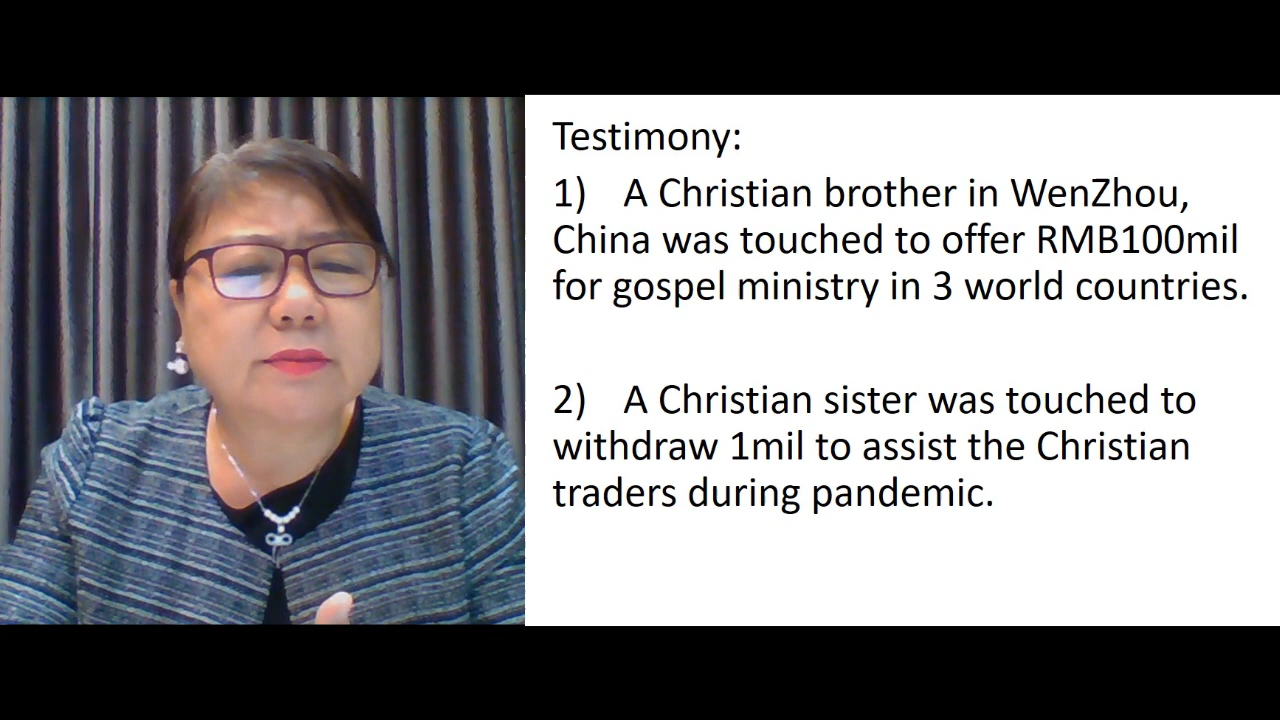 Testimony:
1) A Christian brother in WenZhou,
China was touched to offer RMB100mil
for gospel ministry in 3 world countries.
2) A Christian sister was touched to
withdraw 1mil to assist the Christian
traders during pandemic.